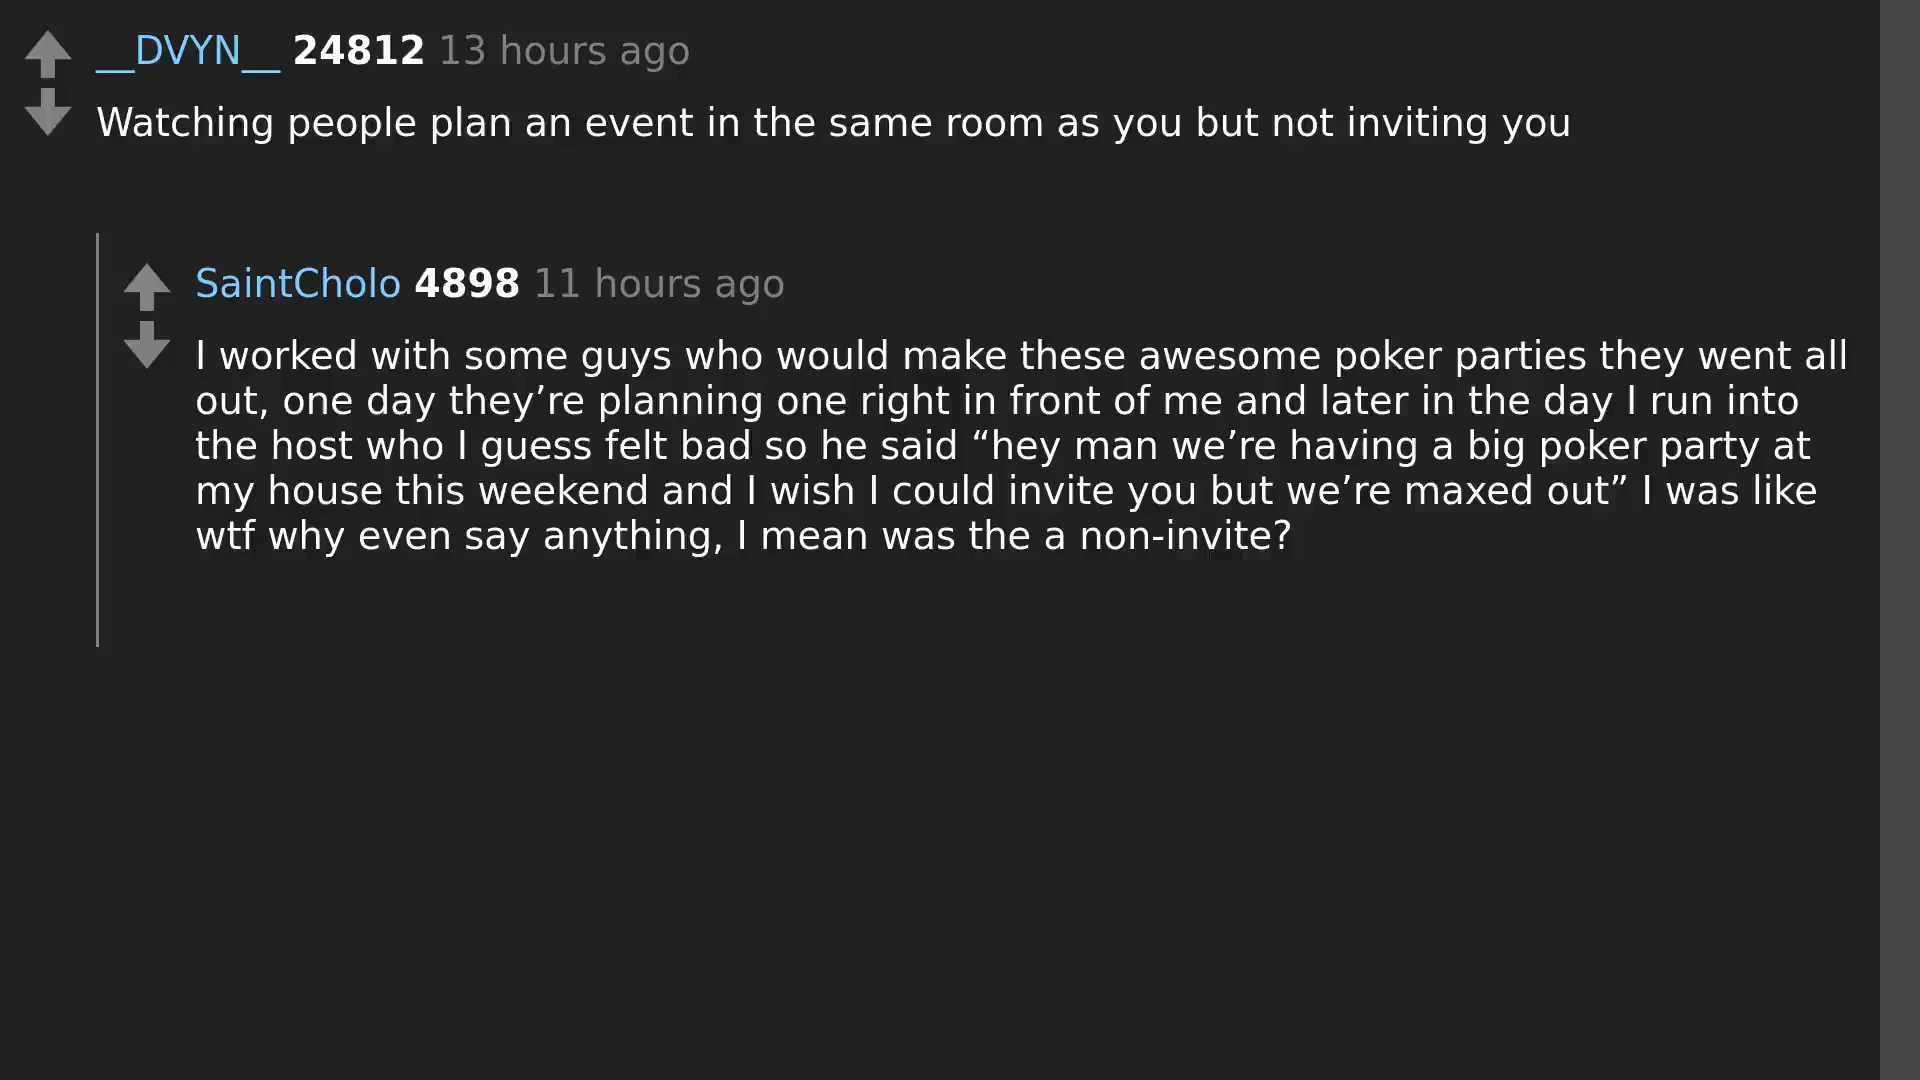 __DVYN__ 24812 13 hours ago
Watching people plan an event in the same room as you but not inviting you
SaintCholo 4898 11 hours ago
I worked with some guys who would make these awesome poker parties they went all
out, one day they’re planning one right in front of me and later in the day I run into
the host who I guess felt bad so he said “hey man we’re having a big poker party at
my house this weekend and I wish I could invite you but we’re maxed out” I was like
wtf why even say anything, I mean was the a non-invite?